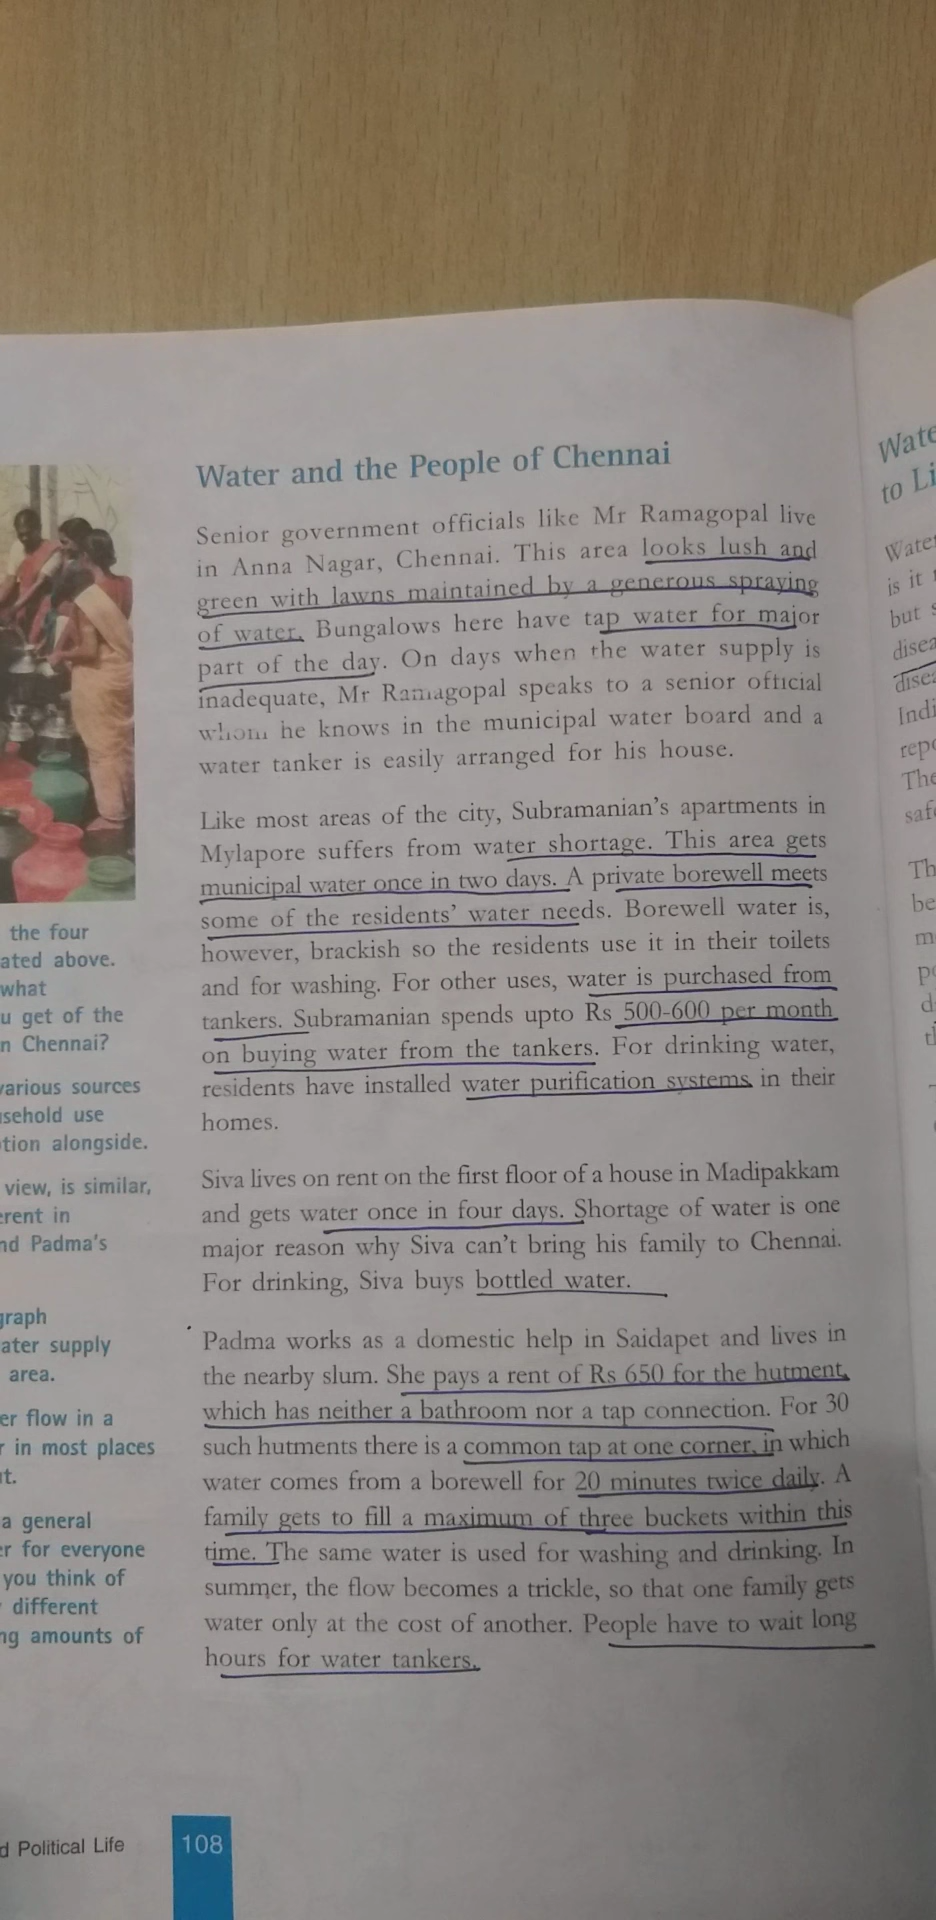 Water and the People of Chennai
Senior government officials like Mr Ramagopal live
in Anna Nagar, Chennai. This area looks lush and
green with lawns maintained by a generous spraying
of water. Bungalows here have tap water for major
part of the day. On days when the water supply is
inadequate, Mr Ramagopal speaks to a senior official
whom he knows in the municipal water board and a
water tanker is easily arranged for his house.
Like most areas of the city, Subramanian's apartments in
Mylapore suffers from water shortage. This area gets
municipal water once in two days. A private borewell meets
some of the residents' water needs. Borewell water is,
however, brackish so the residents use it in their toilets
and for washing. For other uses, water is purchased from
tankers. Subramanian spends upto Rs 500-600 per month
on buying water from the tankers. For drinking water,
residents have installed water purification systems in their
homes.
Siva lives on rent on the first floor of a house in Madipakkam
and gets water once in four days. Shortage of water is one
major reason why Siva can't bring his family to Chennai.
For drinking, Siva buys bottled water.
Padma works as a domestic help in Saidapet and lives in
the nearby slum. She pays a rent of Rs 650 for the hutment,
which has neither a bathroom nor a tap connection. For 30
such hutments there is a common tap at one corner, in which
water comes from a borewell for 20 minutes twice daily. A
family gets to fill a maximum of three buckets within this
time. The same water is used for washing and drinking. In
summer, the flow becomes a trickle, so that one family gets
water only at the cost of another. People have to wait long
hours for water tankers.
the four
ated above.
what
u get of the
n Chennai?
various sources
sehold use
tion alongside.
view, is similar,
erent in
nd Padma's
graph
ater supply
area.
er flow in a
r in most places
t.
a general
er for everyone
you think of
different
ng amounts of
d Political Life
108
Wate
to Li
Water
is it
but
disea
disea
Indi
repo
The
safe
Th
be
m
po
d